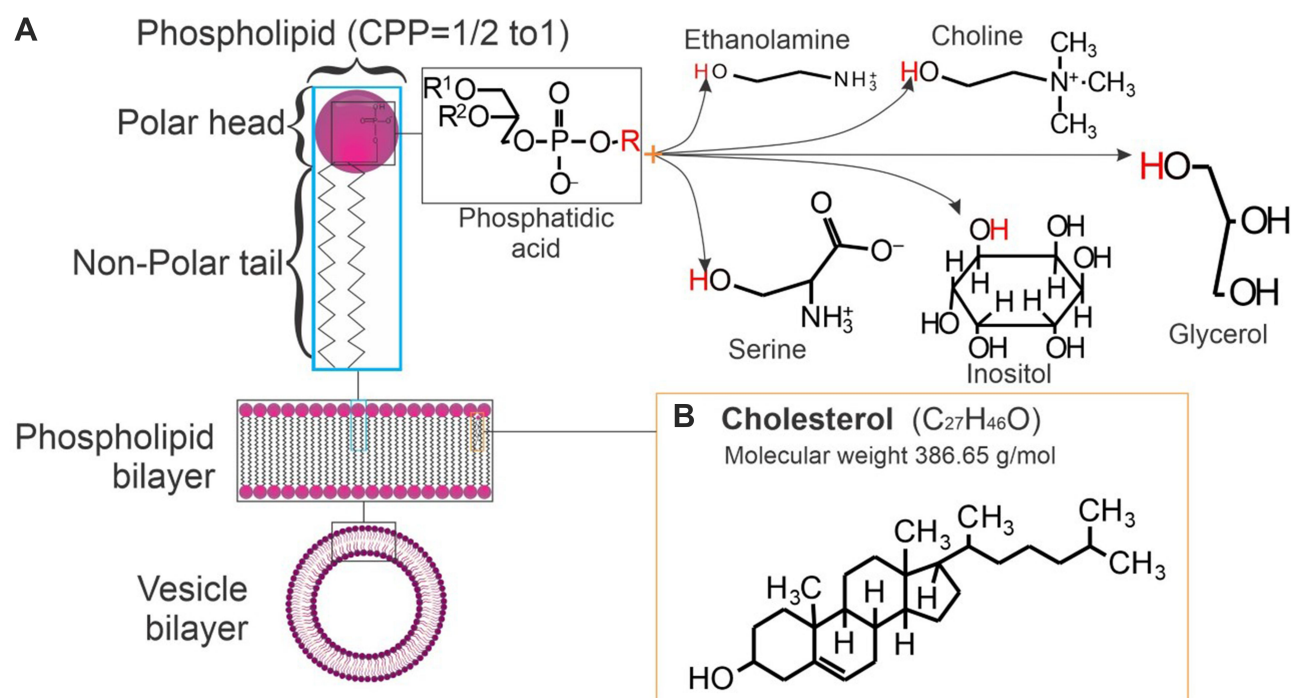 A
Phospholipid (CPP=1/2 to1)
Polar head
Non-Polar tail
OH
O
P
O⁻
O
R¹
O
R²
O
O
O
P
O
R
O⁻
Phosphatidic
acid
Ethanolamine
HO
NH₃⁺
Choline
HO
CH₃
N⁺
CH₃
CH₃
HO
OH
OH
Glycerol
HO
O
O⁻
NH₃⁺
Serine
OH
OH
OH
H
H
H
H
H
H
HO
OH
OH
Inositol
Phospholipid
bilayer
Vesicle
bilayer
B Cholesterol (C₂₇H₄₆O)
Molecular weight 386.65 g/mol
CH₃
CH₃
CH₃
CH₃
H₃C
H
H
H
H
HO